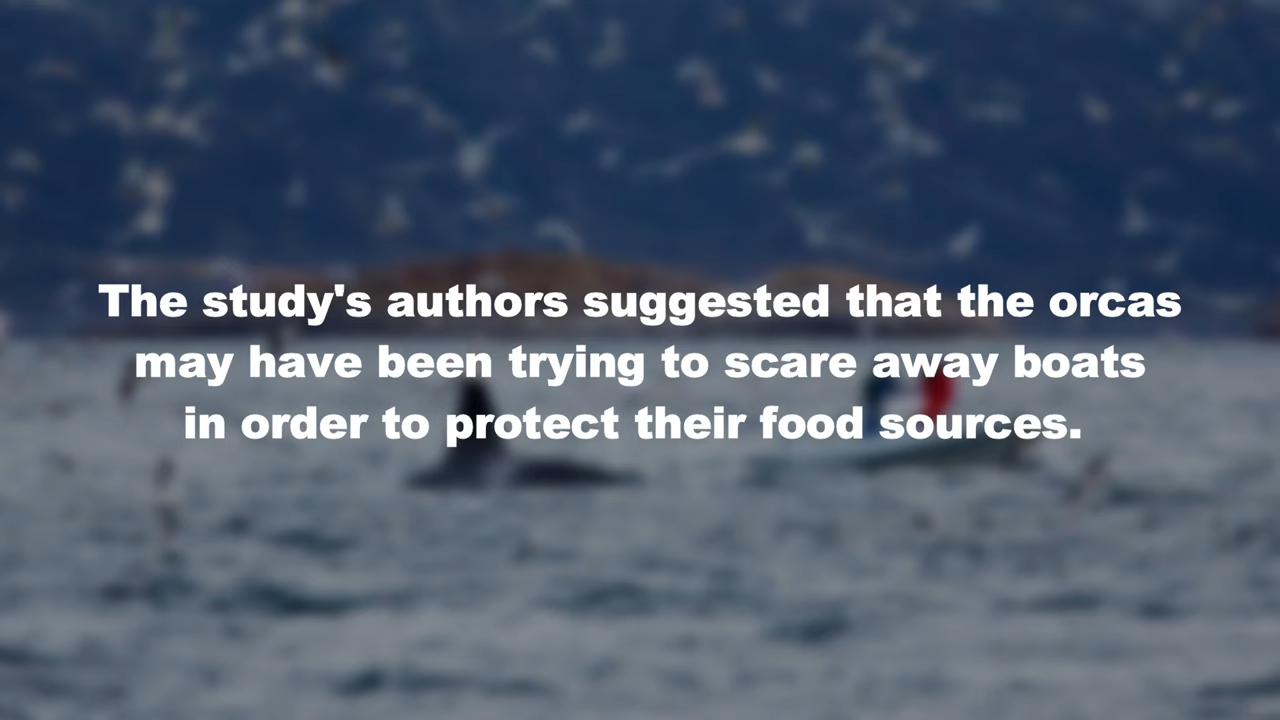 The study's authors suggested that the orcas
may have been trying to scare away boats
in order to protect their food sources.